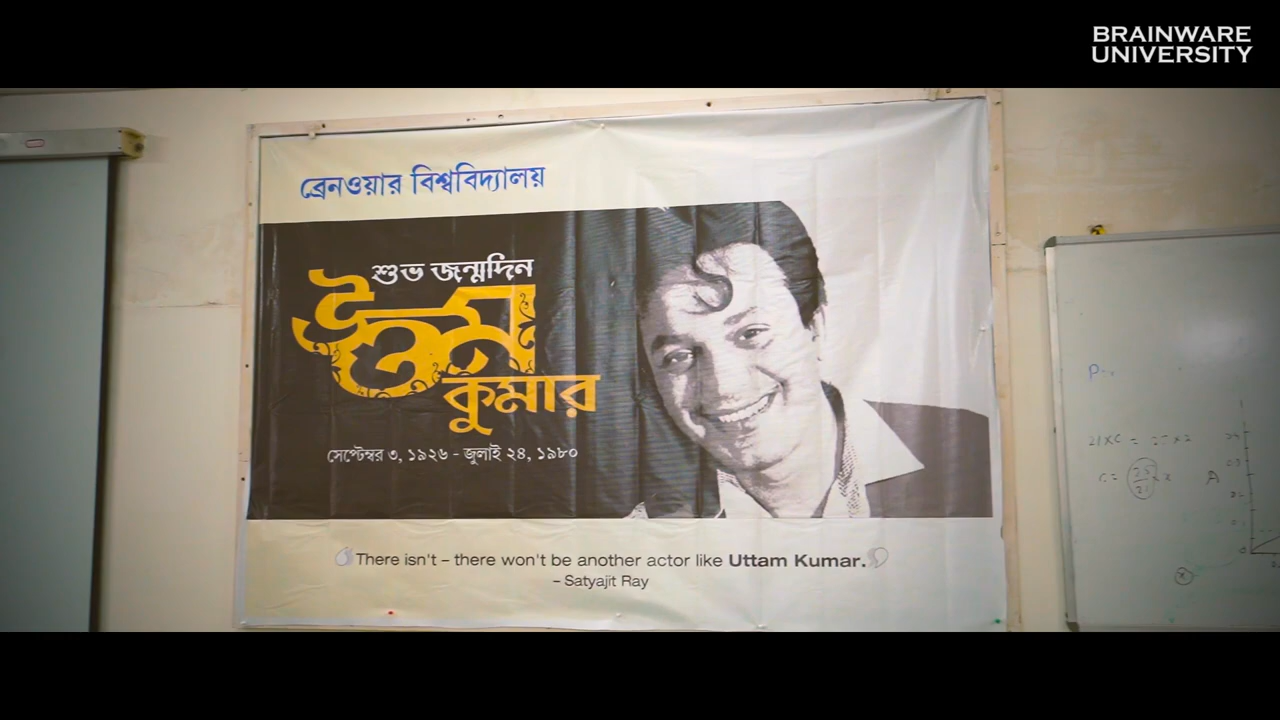 BRAINWARE
UNIVERSITY
ব্রেনওয়ার বিশ্ববিদ্যালয়
শুভ জন্মদিন
উত্তম
কুমার
সেপ্টেম্বর ৩, ১৯২৬ - জুলাই ২৪, ১৯৮০
There isn't – there won't be another actor like Uttam Kumar.
– Satyajit Ray